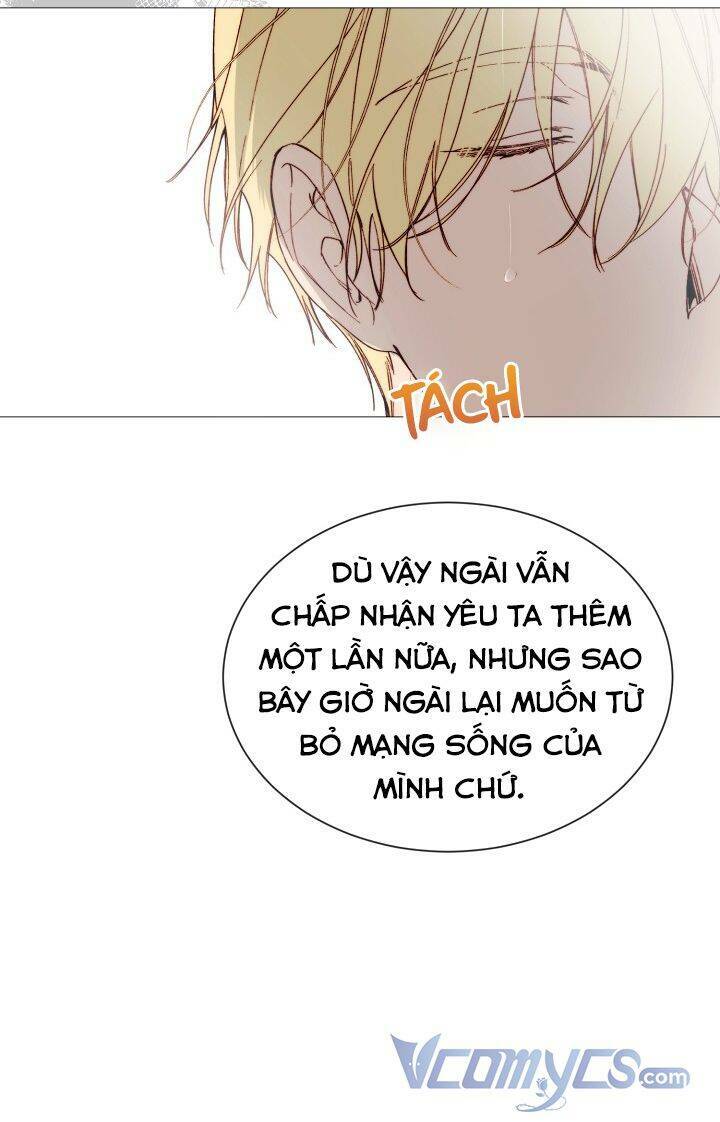 TÁCH
DÙ VẬY NGÀI VẪN
CHẤP NHẬN YÊU TA THÊM
MỘT LẦN NỮA, NHƯNG SAO
BÂY GIỜ NGÀI LẠI MUỐN TỪ
BỎ MẠNG SỐNG CỦA
MÌNH CHỨ.
VCOMYCS.com